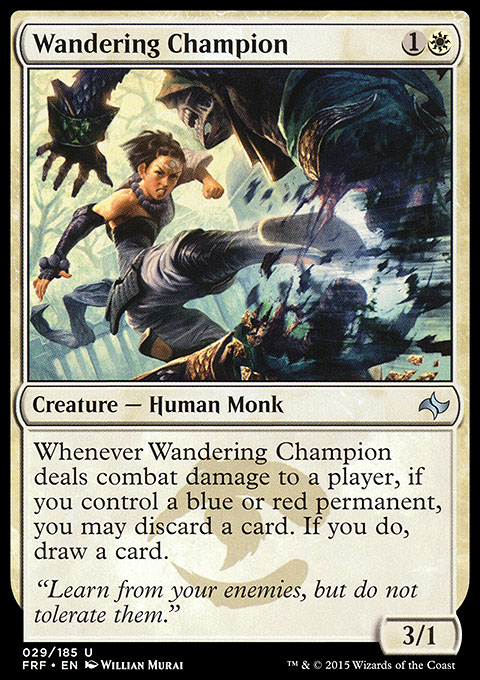 Wandering Champion 1
Creature — Human Monk
Whenever Wandering Champion
deals combat damage to a player, if
you control a blue or red permanent,
you may discard a card. If you do,
draw a card.
“Learn from your enemies, but do not
tolerate them.”
3/1
029/185 U
FRF • EN Willian Murai
™ & © 2015 Wizards of the Coast